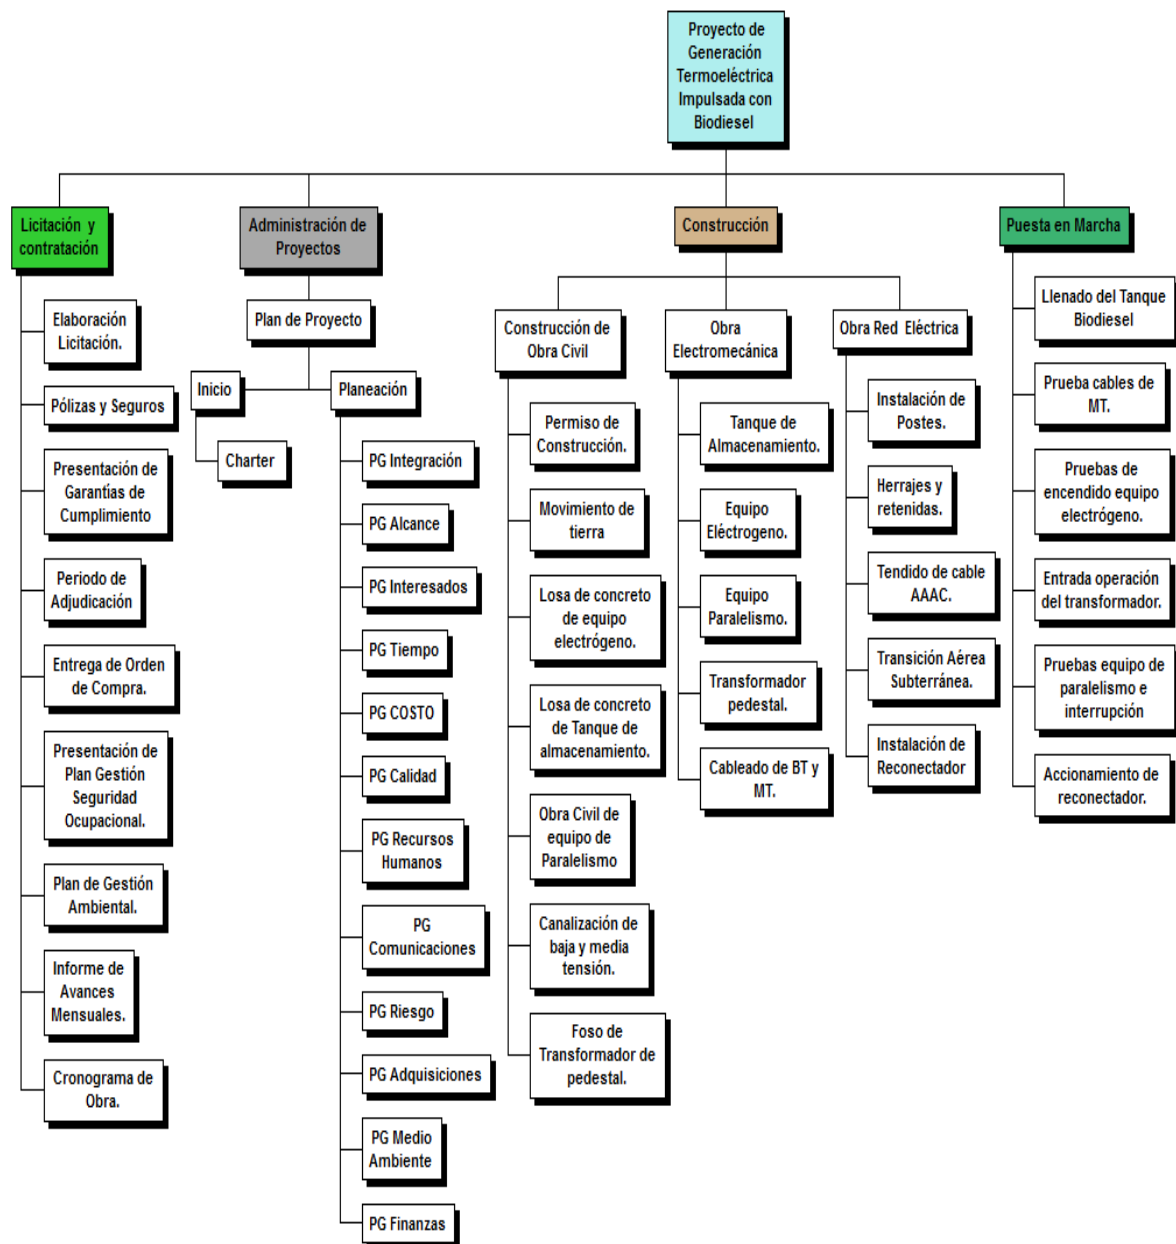 Proyecto de
Generación
Termoeléctrica
Impulsada con
Biodiesel
Licitación y
contratación
Elaboración
Licitación.
Pólizas y Seguros
Presentación de
Garantías de
Cumplimiento
Periodo de
Adjudicación
Entrega de Orden
de Compra.
Presentación de
Plan Gestión
Seguridad
Ocupacional.
Plan de Gestión
Ambiental.
Informe de
Avances
Mensuales.
Cronograma de
Obra.
Administración de
Proyectos
Plan de Proyecto
Inicio
Charter
Planeación
PG Integración
PG Alcance
PG Interesados
PG Tiempo
PG COSTO
PG Calidad
PG Recursos
Humanos
PG
Comunicaciones
PG Riesgo
PG Adquisiciones
PG Medio
Ambiente
PG Finanzas
Construcción
Construcción de
Obra Civil
Permiso de
Construcción.
Movimiento de
tierra
Losa de concreto
de equipo
electrógeno.
Losa de concreto
de Tanque de
almacenamiento.
Obra Civil de
equipo de
Paralelismo
Canalización de
baja y media
tensión.
Foso de
Transformador de
pedestal.
Obra
Electromecánica
Tanque de
Almacenamiento.
Equipo
Eléctrogeno.
Equipo
Paralelismo.
Transformador
pedestal.
Cableado de BT y
MT.
Obra Red Eléctrica
Instalación de
Postes.
Herrajes y
retenidas.
Tendido de cable
AAAC.
Transición Aérea
Subterránea.
Instalación de
Reconectador
Puesta en Marcha
Llenado del Tanque
Biodiesel
Prueba cables de
MT.
Pruebas de
encendido equipo
electrógeno.
Entrada operación
del transformador.
Pruebas equipo de
paralelismo e
interrupción
Accionamiento de
reconectador.